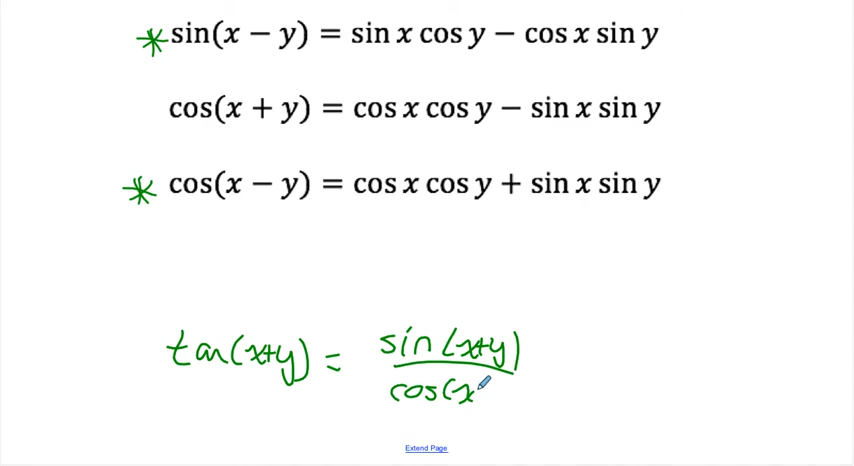 * sin(x − y) = sin x cos y − cos x sin y
cos(x + y) = cos x cos y − sin x sin y
* cos(x − y) = cos x cos y + sin x sin y
tan(x+y) = sin(x+y)
cos(x
Extend Page